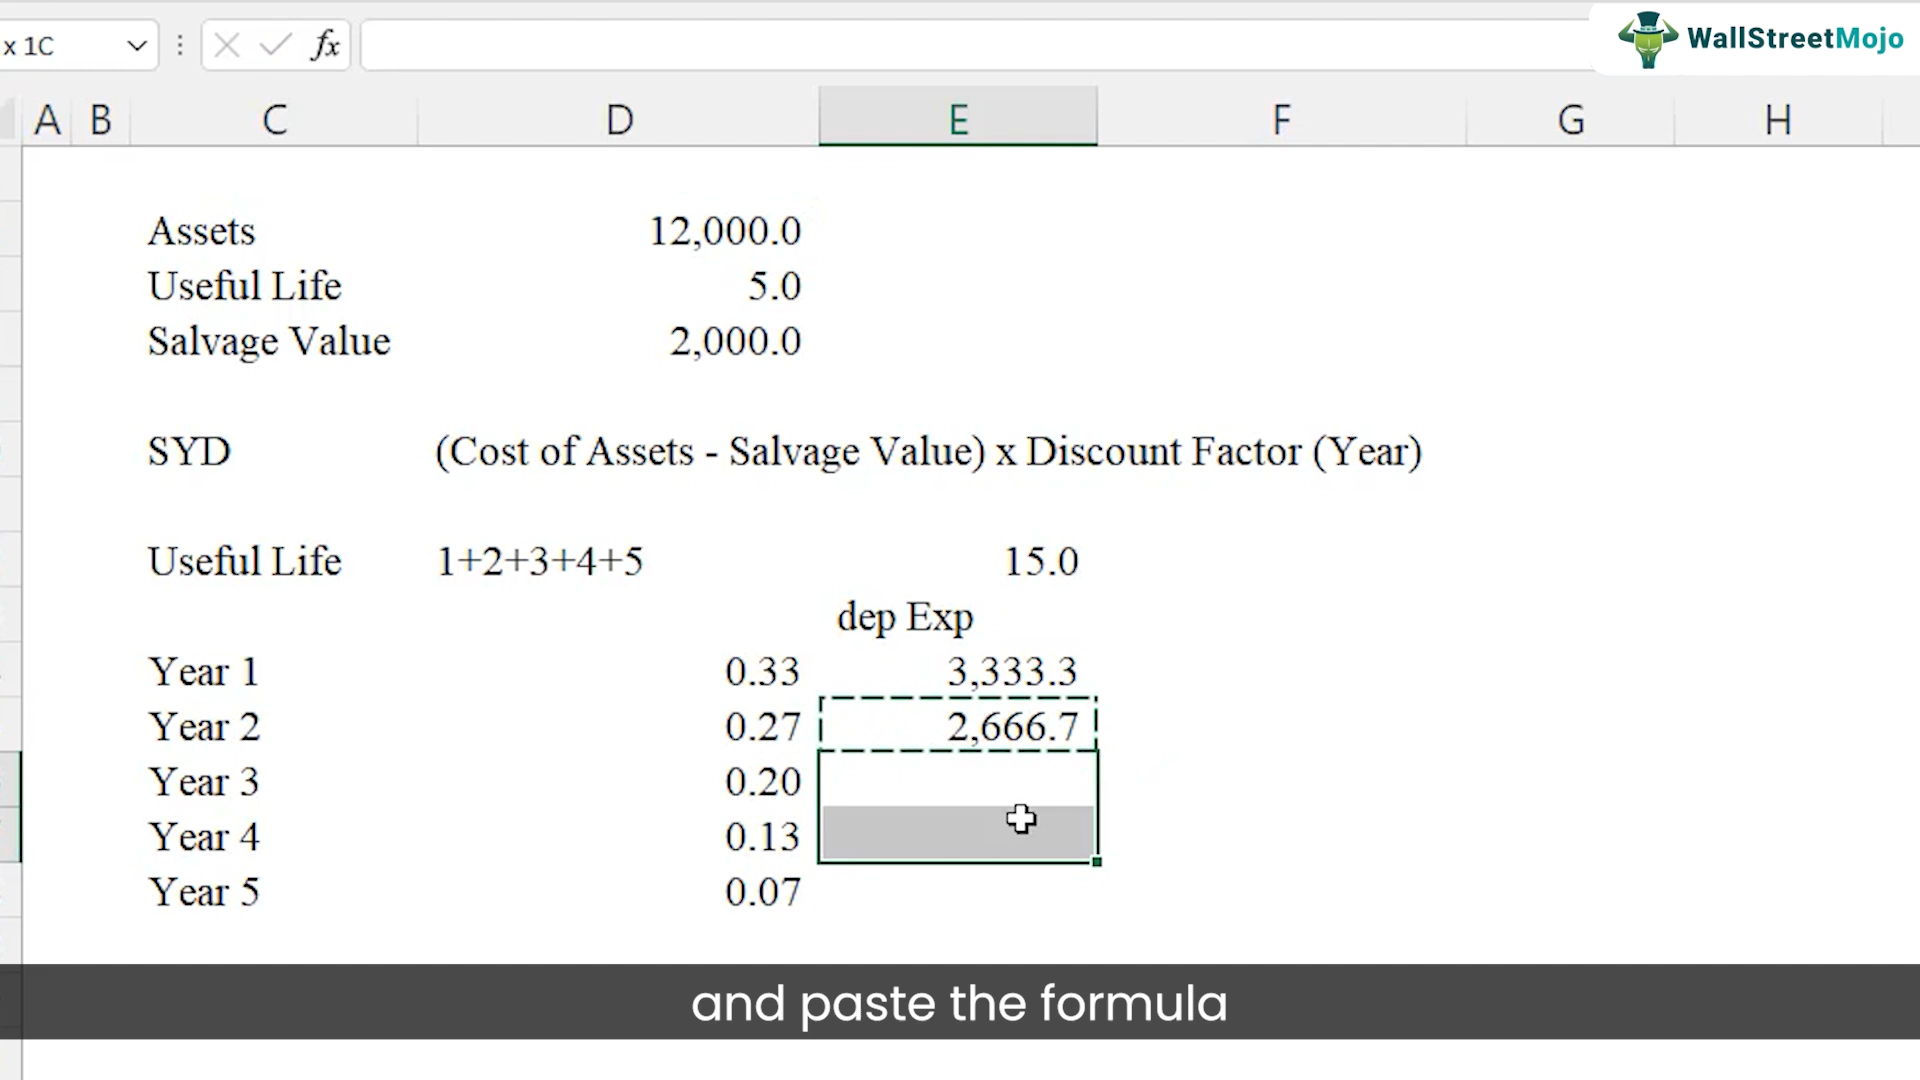 x 1C
fx
WallStreetMojo
A B C D E F G H
Assets 12,000.0
Useful Life 5.0
Salvage Value 2,000.0
SYD (Cost of Assets - Salvage Value) x Discount Factor (Year)
Useful Life 1+2+3+4+5 15.0
dep Exp
Year 1 0.33 3,333.3
Year 2 0.27 2,666.7
Year 3 0.20
Year 4 0.13
Year 5 0.07
and paste the formula